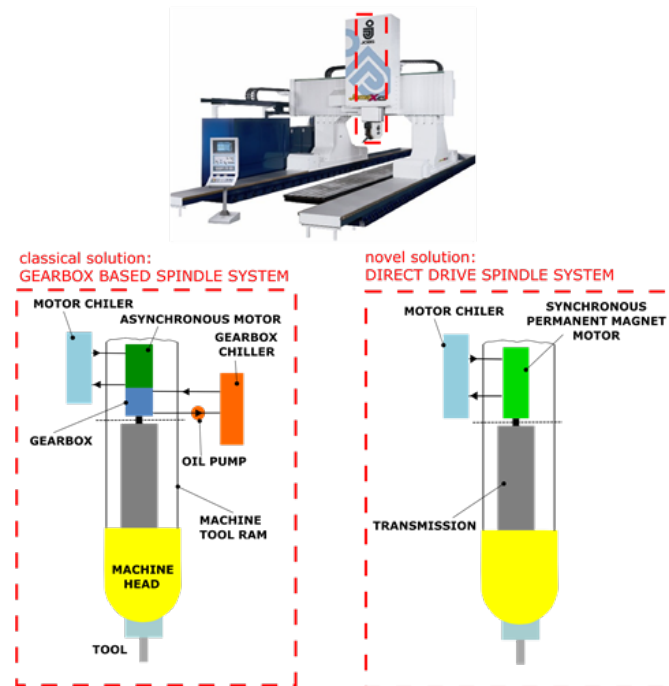 classical solution:
GEARBOX BASED SPINDLE SYSTEM
MOTOR CHILER
ASYNCHRONOUS MOTOR
GEARBOX
CHILLER
GEARBOX
OIL PUMP
MACHINE
TOOL RAM
MACHINE
HEAD
TOOL
novel solution:
DIRECT DRIVE SPINDLE SYSTEM
MOTOR CHILER
SYNCHRONOUS
PERMANENT MAGNET
MOTOR
TRANSMISSION